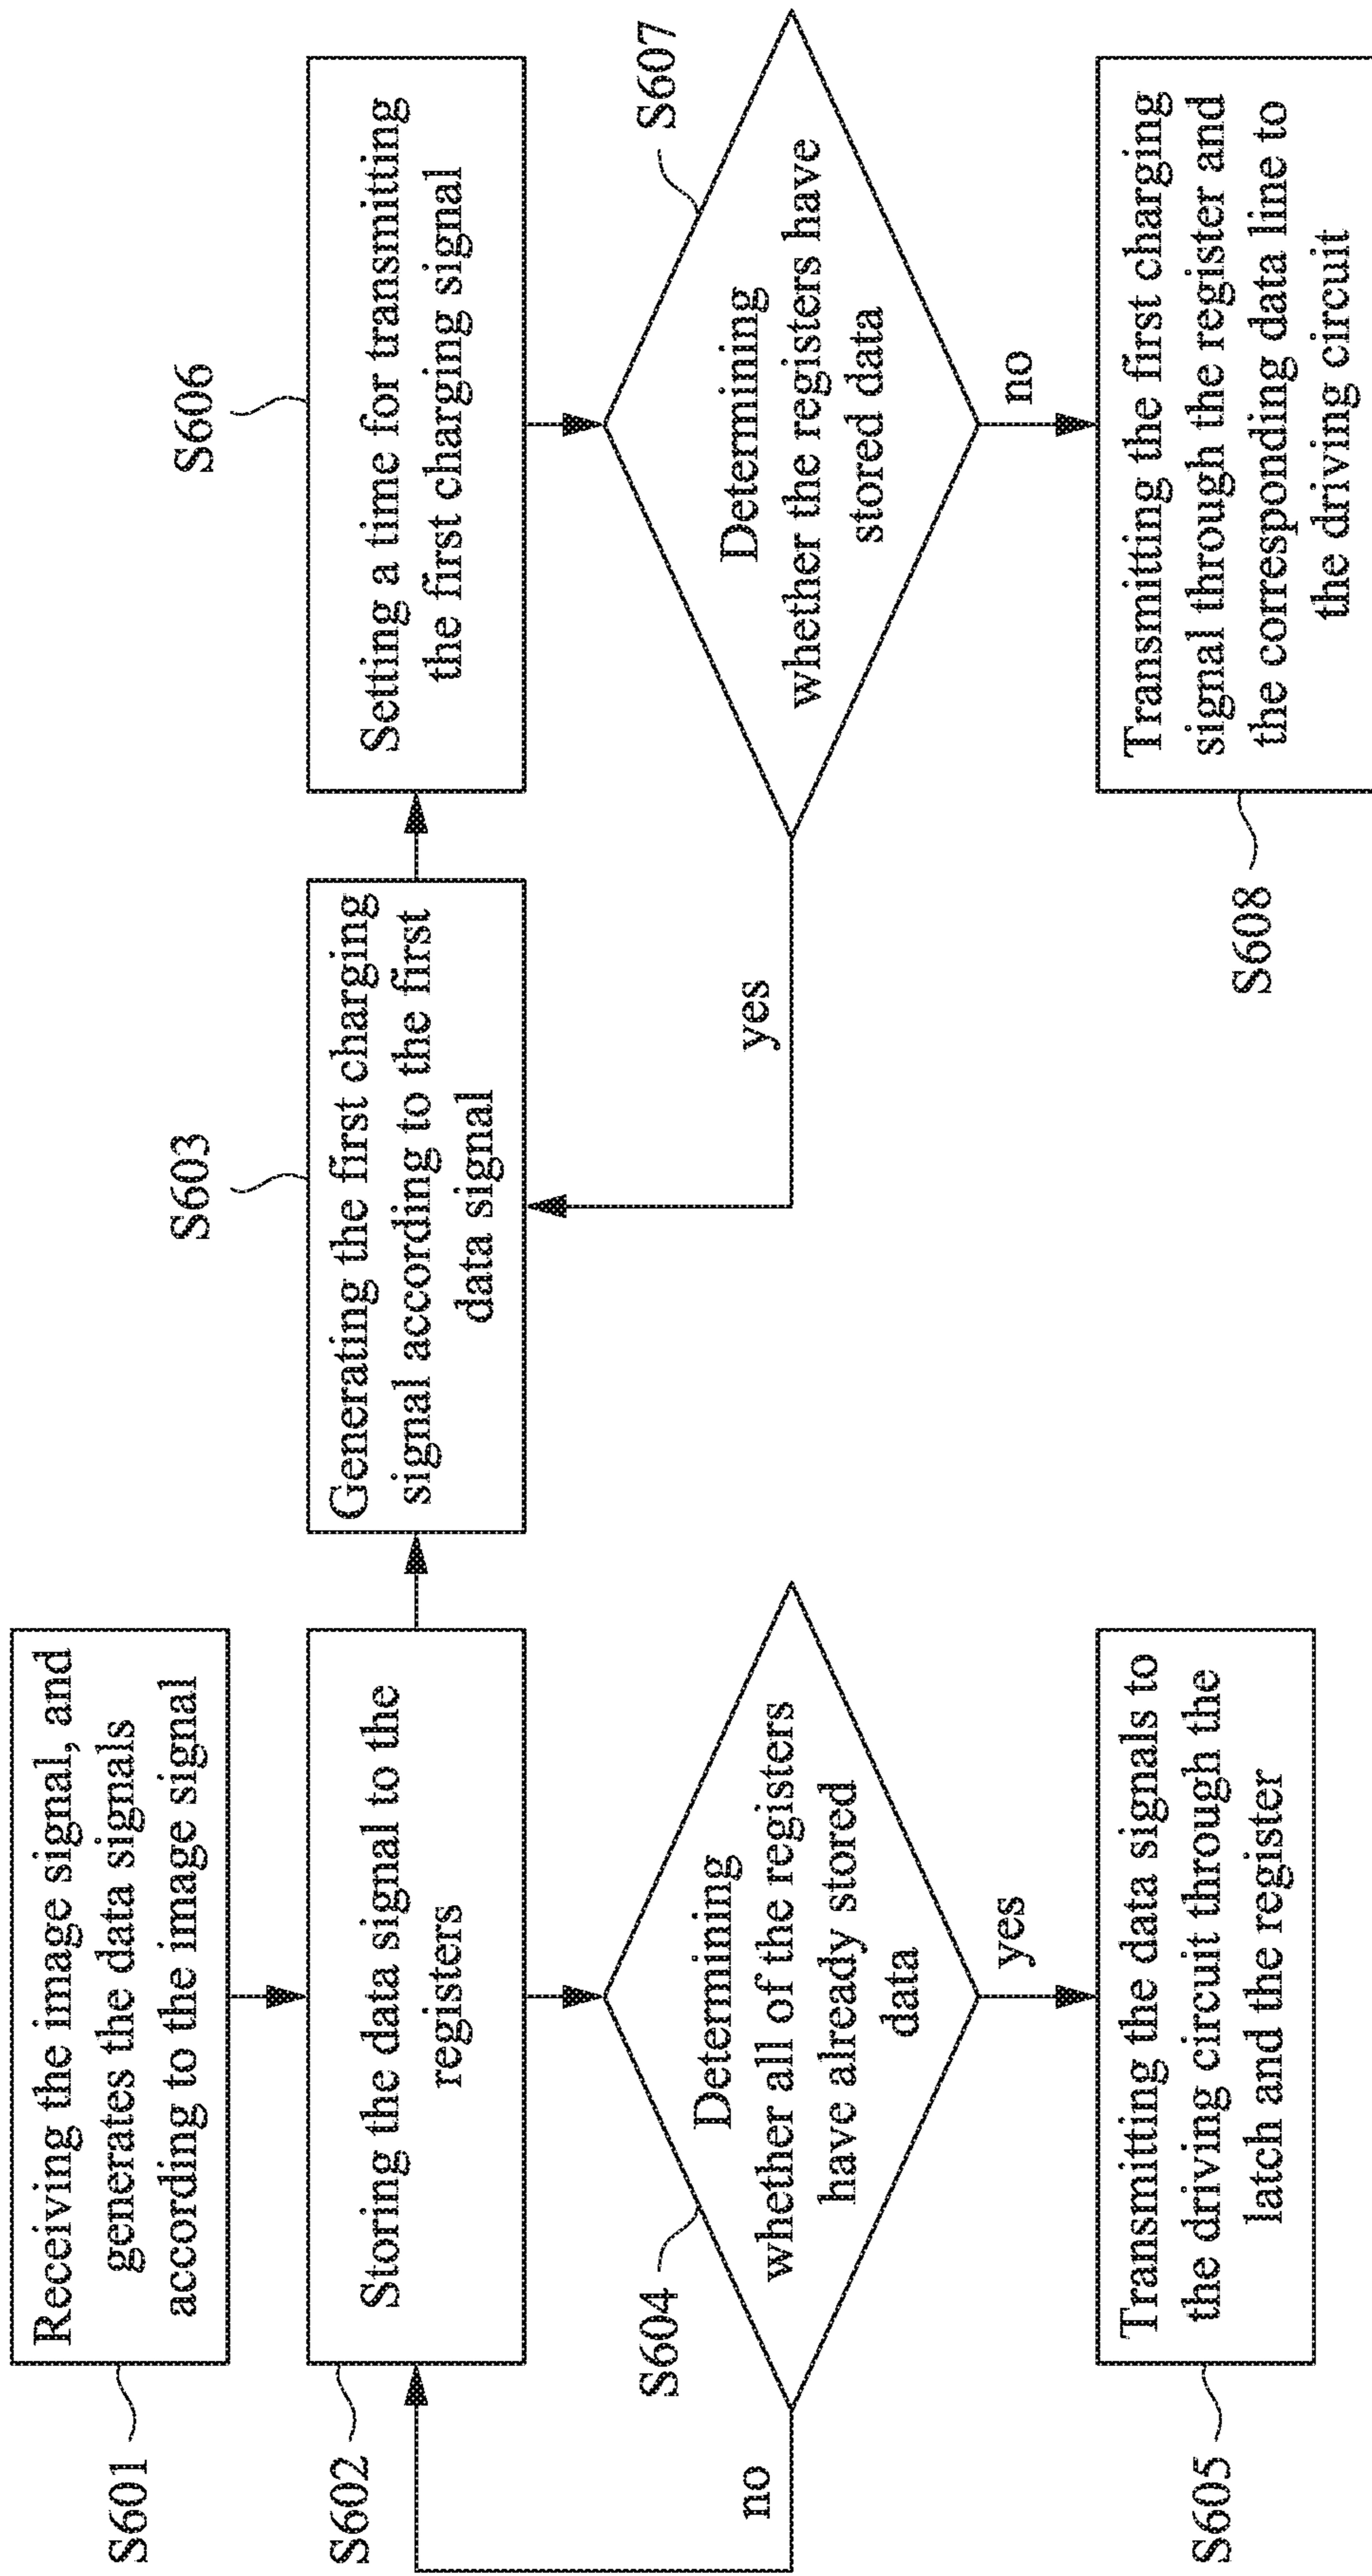 S601
Receiving the image signal, and
generates the data signals
according to the image signal
S602
Storing the data signal to the
registers
S603
Generating the first charging
signal according to the first
data signal
S606
Setting a time for transmitting
the first charging signal
S604
Determining
whether all of the registers
have already stored
data
no
yes
S607
Determining
whether the registers have
stored data
yes
no
S605
Transmitting the data signals to
the driving circuit through the
latch and the register
S608
Transmitting the first charging
signal through the register and
the corresponding data line to
the driving circuit